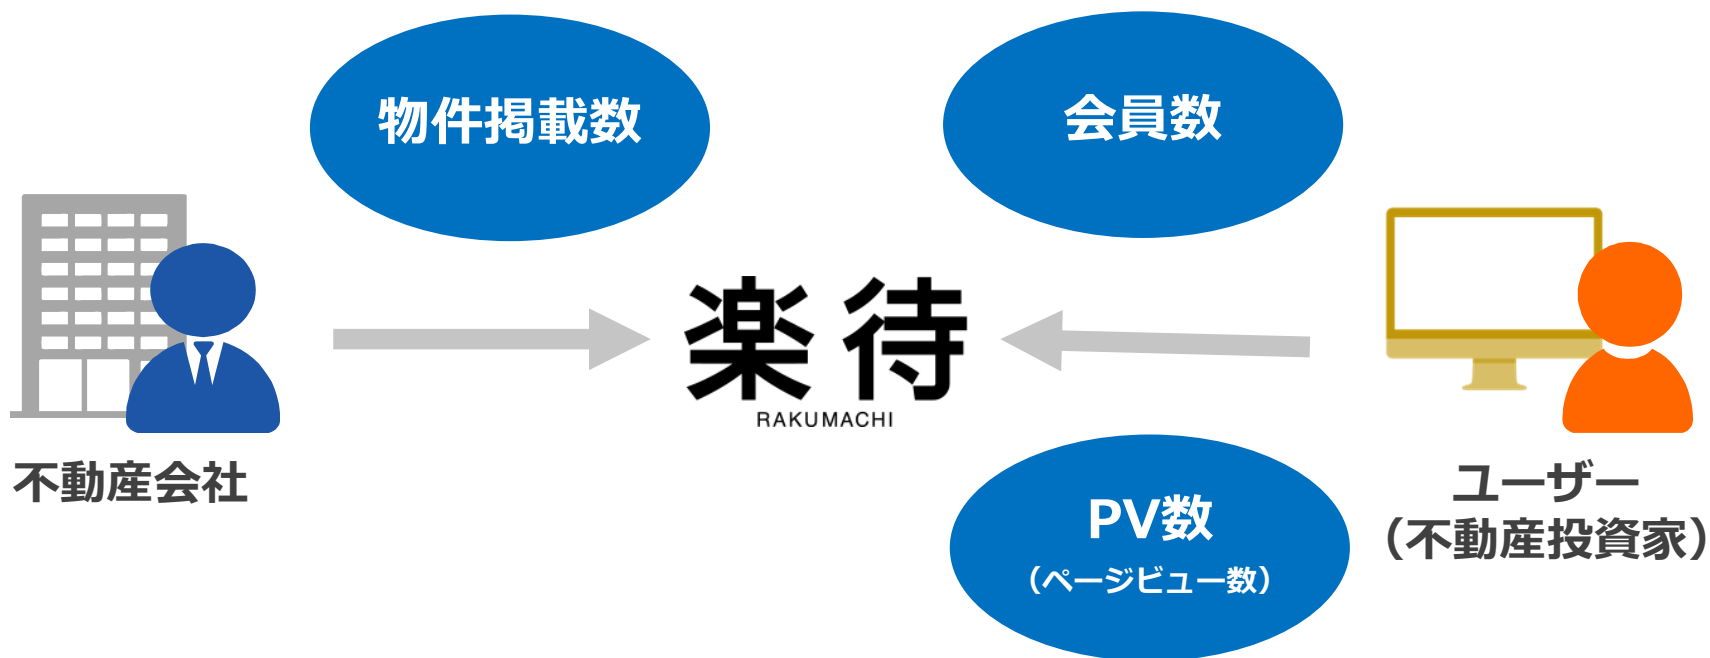 物件掲載数
会員数
楽待
RAKUMACHI
不動産会社
ユーザー
（不動産投資家）
PV数
（ページビュー数）